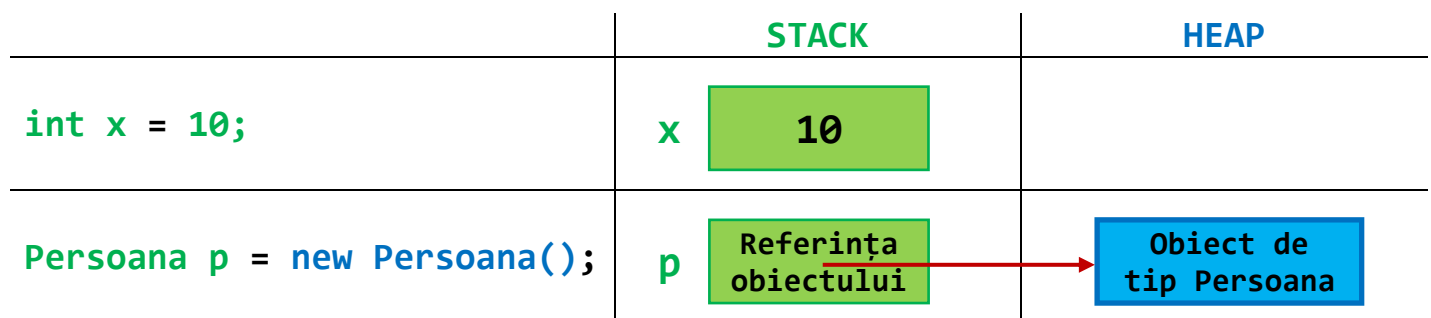 STACK HEAP
int x = 10; x 10
Persoana p = new Persoana(); p Referința
obiectului Obiect de
tip Persoana